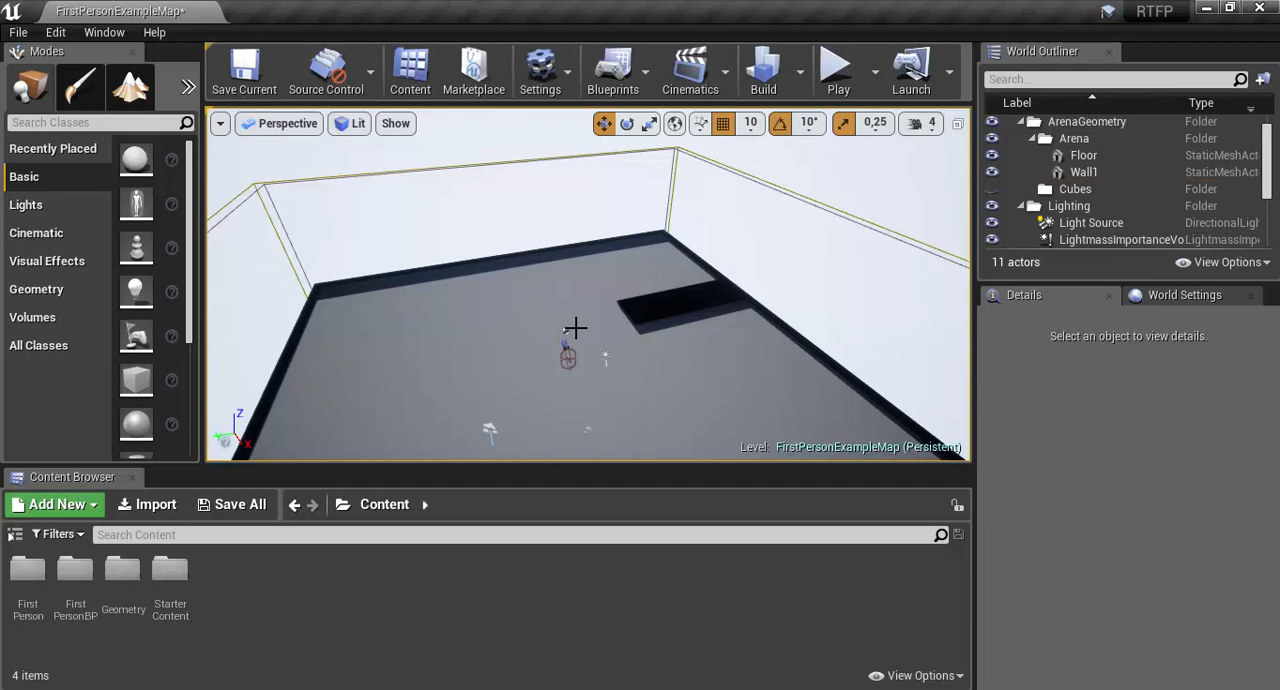 FirstPersonExampleMap*
RTFP
File Edit Window Help
Modes
Search Classes
Recently Placed
Basic
Lights
Cinematic
Visual Effects
Geometry
Volumes
All Classes
Save Current
Source Control
Content
Marketplace
Settings
Blueprints
Cinematics
Build
Play
Launch
Perspective
Lit
Show
10
10°
0,25
4
Z
X
Level: FirstPersonExampleMap (Persistent)
World Outliner
Search...
Label Type
ArenaGeometry Folder
Arena Folder
Floor StaticMeshAct
Wall1 StaticMeshAct
Cubes Folder
Lighting Folder
Light Source DirectionalLigh
LightmassImportanceVo LightmassImpo
11 actors
View Options
Details
World Settings
Select an object to view details.
Content Browser
Add New
Import
Save All
Content
Filters
Search Content
First
Person
First
PersonBP
Geometry
Starter
Content
4 items
View Options